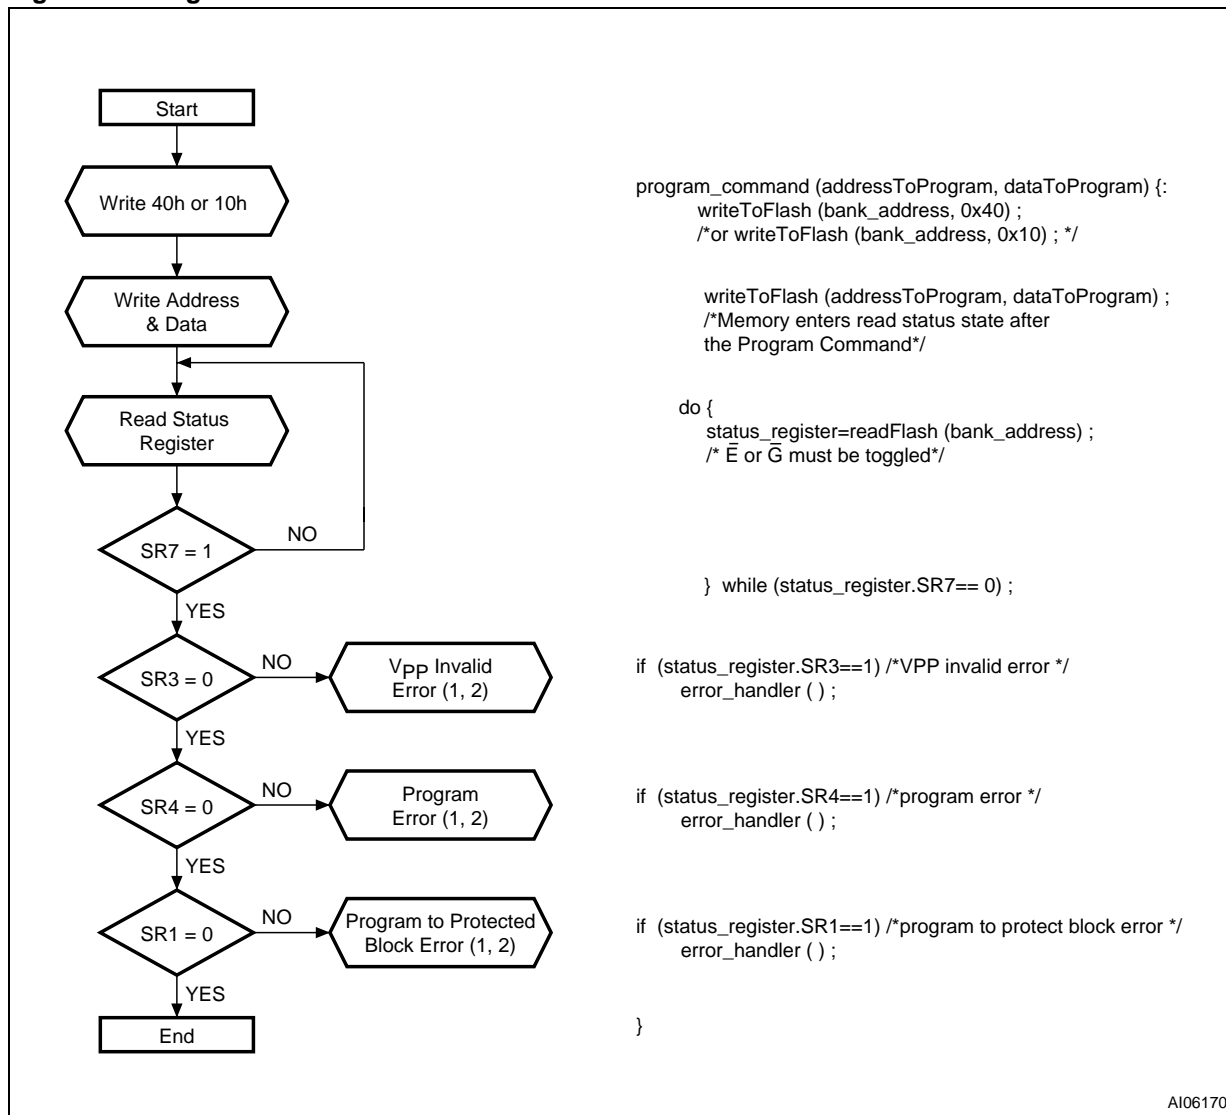 Start
Write 40h or 10h
Write Address
& Data
Read Status
Register
SR7 = 1
NO
YES
SR3 = 0
NO
VPP Invalid
Error (1, 2)
YES
SR4 = 0
NO
Program
Error (1, 2)
YES
SR1 = 0
NO
Program to Protected
Block Error (1, 2)
YES
End
program_command (addressToProgram, dataToProgram) {:
writeToFlash (bank_address, 0x40) ;
/*or writeToFlash (bank_address, 0x10) ; */
writeToFlash (addressToProgram, dataToProgram) ;
/*Memory enters read status state after
the Program Command*/
do {
status_register=readFlash (bank_address) ;
/* E̅ or G̅ must be toggled*/
} while (status_register.SR7== 0) ;
if (status_register.SR3==1) /*VPP invalid error */
error_handler ( ) ;
if (status_register.SR4==1) /*program error */
error_handler ( ) ;
if (status_register.SR1==1) /*program to protect block error */
error_handler ( ) ;
}
AI06170